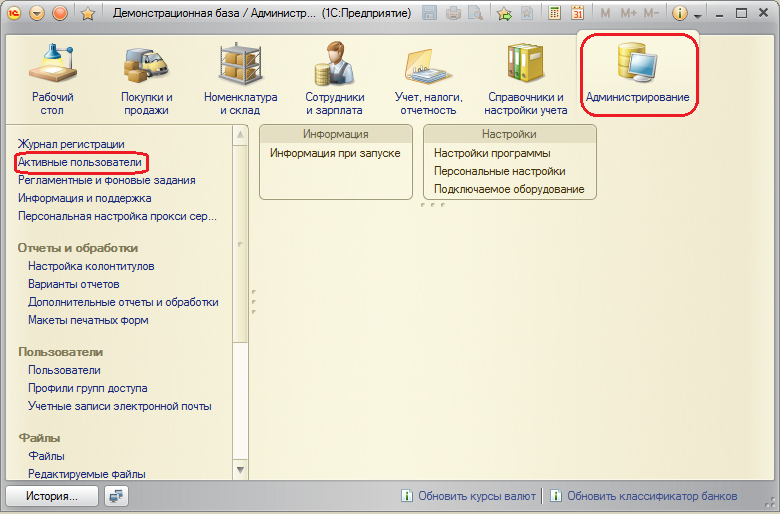 Демонстрационная база / Администр... (1С:Предприятие)
31 M M+ M-
Рабочий
стол
Покупки и
продажи
Номенклатура
и склад
Сотрудники
и зарплата
Учет, налоги,
отчетность
Справочники и
настройки учета
Администрирование
Журнал регистрации
Активные пользователи
Регламентные и фоновые задания
Информация и поддержка
Персональная настройка прокси сер...
Отчеты и обработки
Настройка колонтитулов
Варианты отчетов
Дополнительные отчеты и обработки
Макеты печатных форм
Пользователи
Пользователи
Профили групп доступа
Учетные записи электронной почты
Файлы
Файлы
Редактируемые файлы
Информация
Информация при запуске
Настройки
Настройки программы
Персональные настройки
Подключаемое оборудование
История...
Обновить курсы валют
Обновить классификатор банков